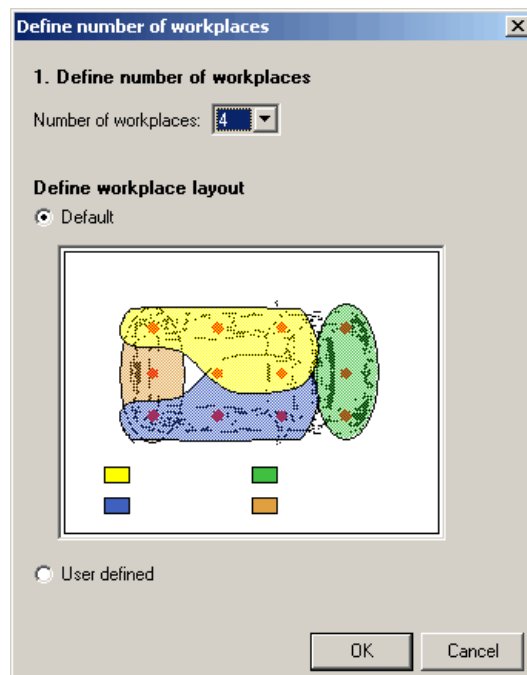 Define number of workplaces
1. Define number of workplaces
Number of workplaces: 4
Define workplace layout
Default
User defined
OK Cancel